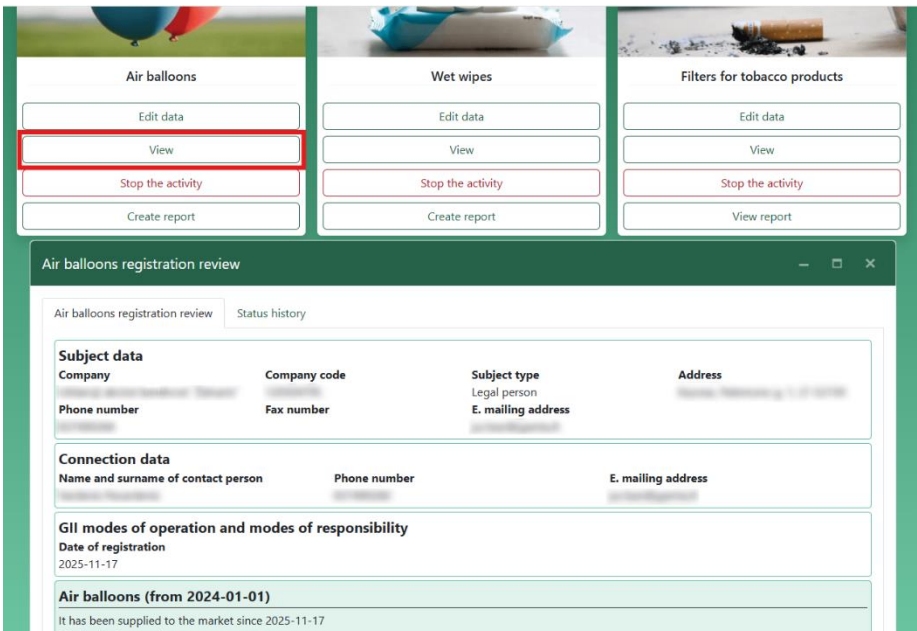 Air balloons Wet wipes Filters for tobacco products
Edit data Edit data Edit data
View View View
Stop the activity Stop the activity Stop the activity
Create report Create report View report
Air balloons registration review
Air balloons registration review Status history
Subject data
Company Company code Subject type Address
Legal person
Phone number Fax number E. mailing address
Connection data
Name and surname of contact person Phone number E. mailing address
GII modes of operation and modes of responsibility
Date of registration
2025-11-17
Air balloons (from 2024-01-01)
It has been supplied to the market since 2025-11-17